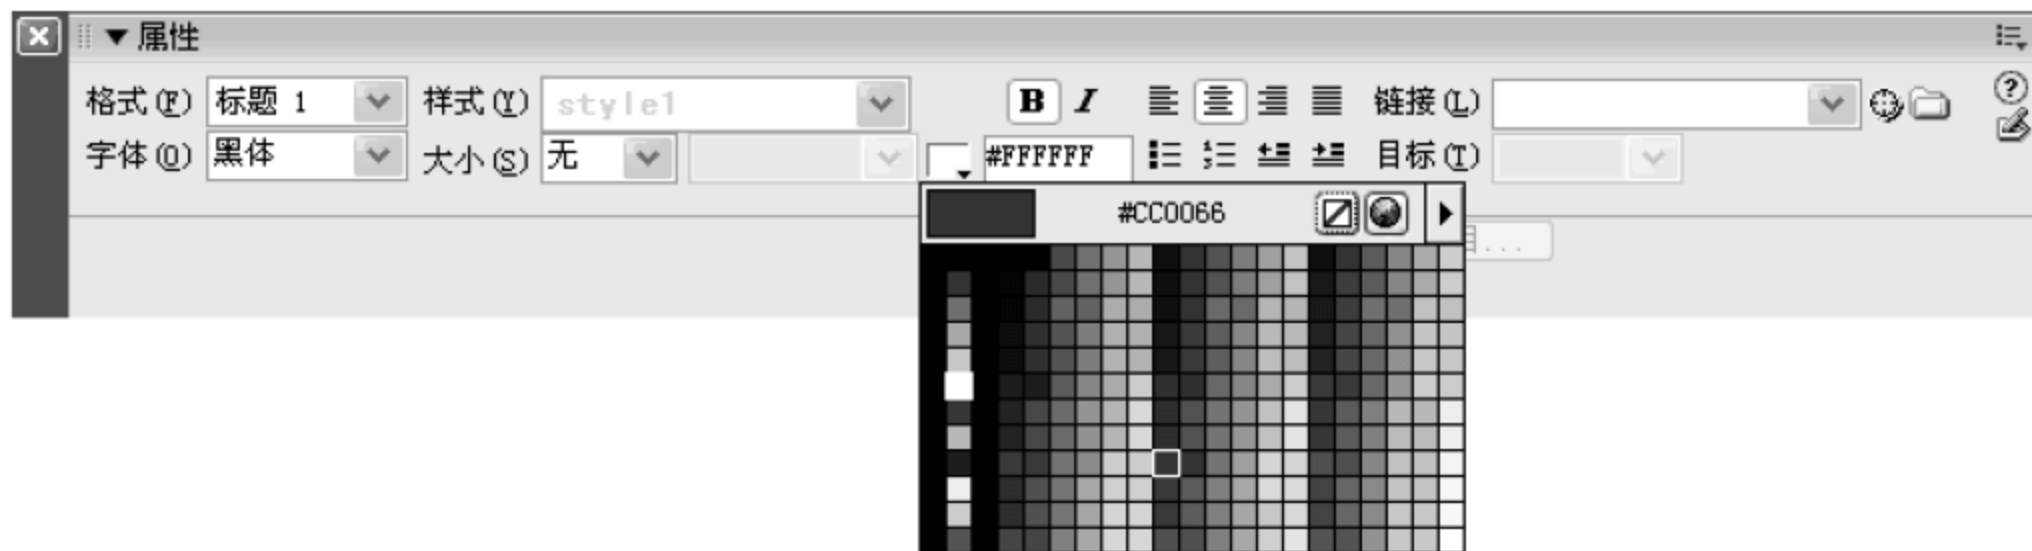 属性
格式(F) 标题 1 样式(Y) style1 B I 链接(L)
字体(O) 黑体 大小(S) 无 #FFFFFF 目标(T)
#CC0066
...